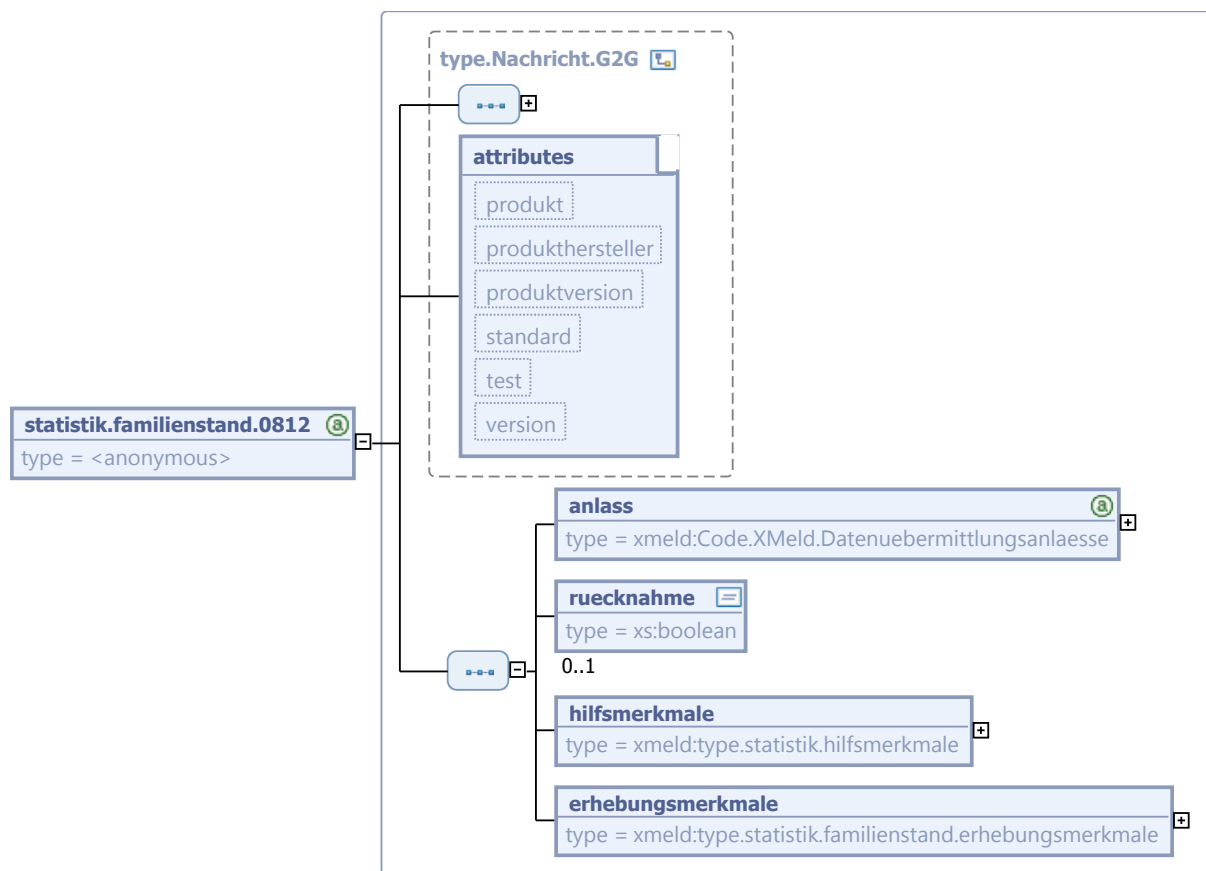 type.Nachricht.G2G
attributes
produkt
produkthersteller
produktversion
standard
test
version
statistik.familienstand.0812
type = <anonymous>
anlass
type = xmeld:Code.XMeld.Datenuebermittlungsanlaesse
ruecknahme
type = xs:boolean
0..1
hilfsmerkmale
type = xmeld:type.statistik.hilfsmerkmale
erhebungsmerkmale
type = xmeld:type.statistik.familienstand.erhebungsmerkmale